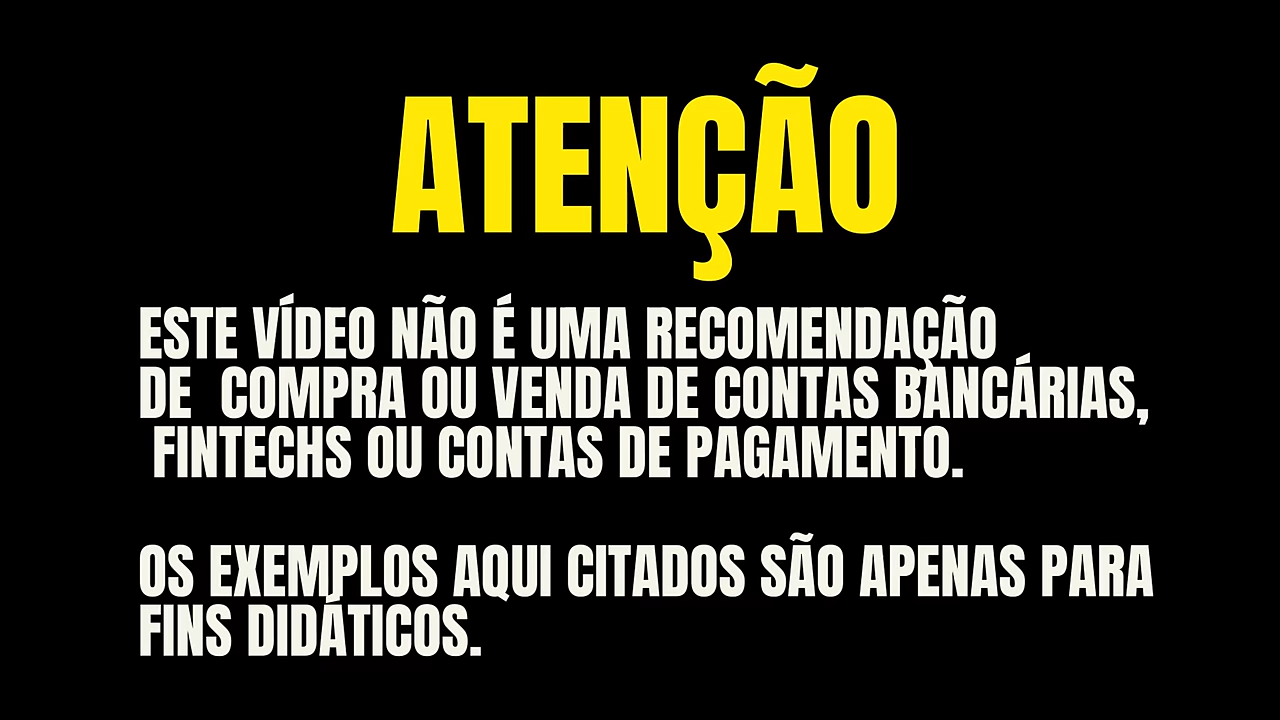 ATENÇÃO
ESTE VÍDEO NÃO É UMA RECOMENDAÇÃO
DE COMPRA OU VENDA DE CONTAS BANCÁRIAS,
FINTECHS OU CONTAS DE PAGAMENTO.
OS EXEMPLOS AQUI CITADOS SÃO APENAS PARA
FINS DIDÁTICOS.